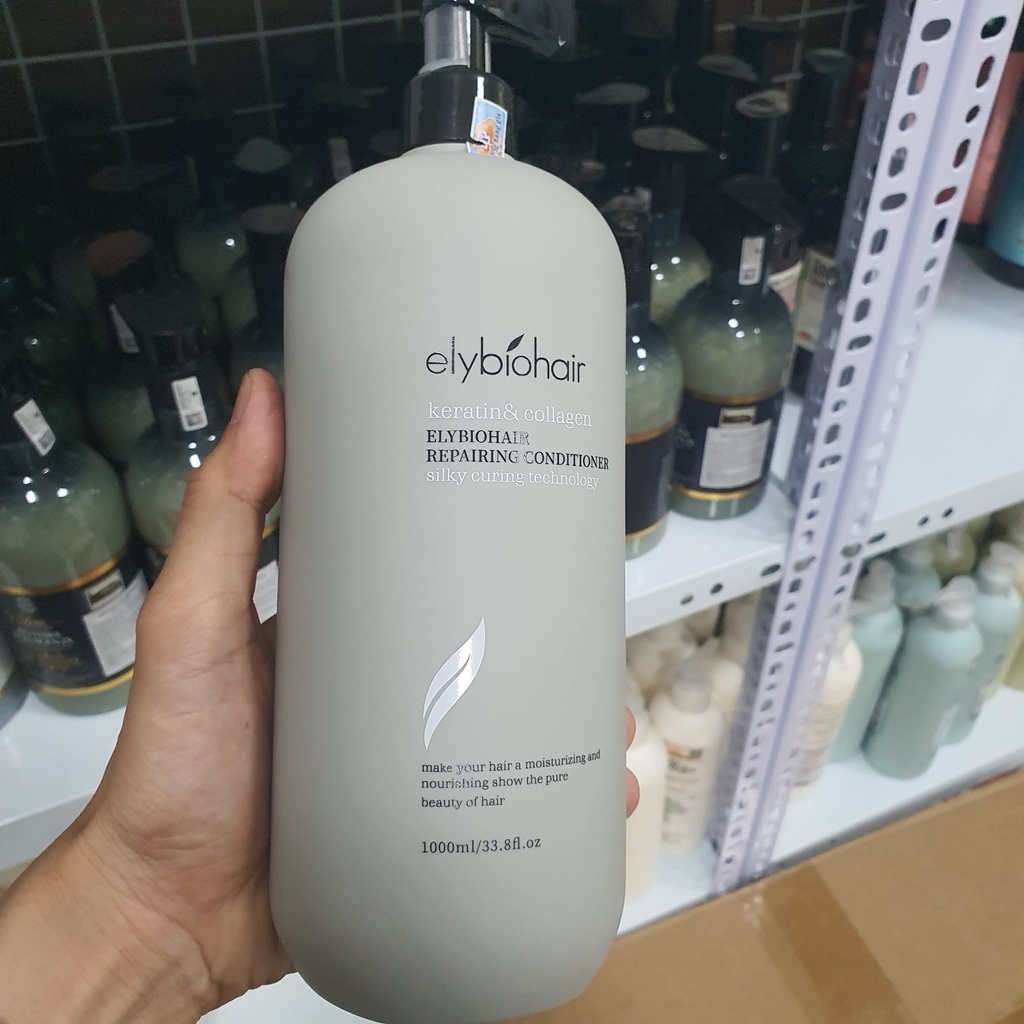 elybiohair
keratin& collagen
ELYBIOHAIR
REPAIRING CONDITIONER
silky curing technology
make your hair a moisturizing and
nourishing show the pure
beauty of hair
1000ml/33.8fl.oz